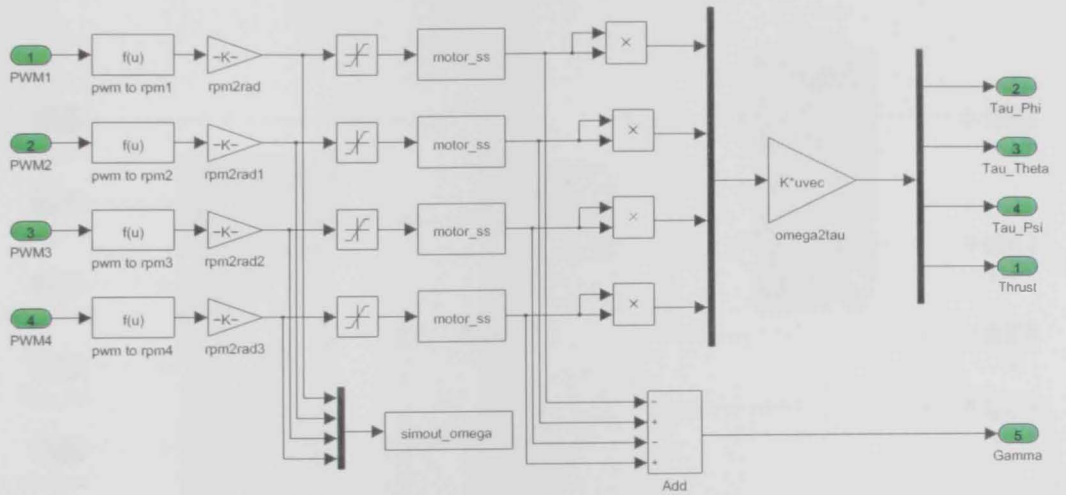 1
PWM1
f(u)
pwm to rpm1
-K-
rpm2rad
motor_ss
×
2
PWM2
f(u)
pwm to rpm2
-K-
rpm2rad1
motor_ss
×
3
PWM3
f(u)
pwm to rpm3
-K-
rpm2rad2
motor_ss
×
4
PWM4
f(u)
pwm to rpm4
-K-
rpm2rad3
motor_ss
×
K*uvec
omega2tau
2
Tau_Phi
3
Tau_Theta
4
Tau_Psi
1
Thrust
simout_omega
−
+
−
+
Add
5
Gamma